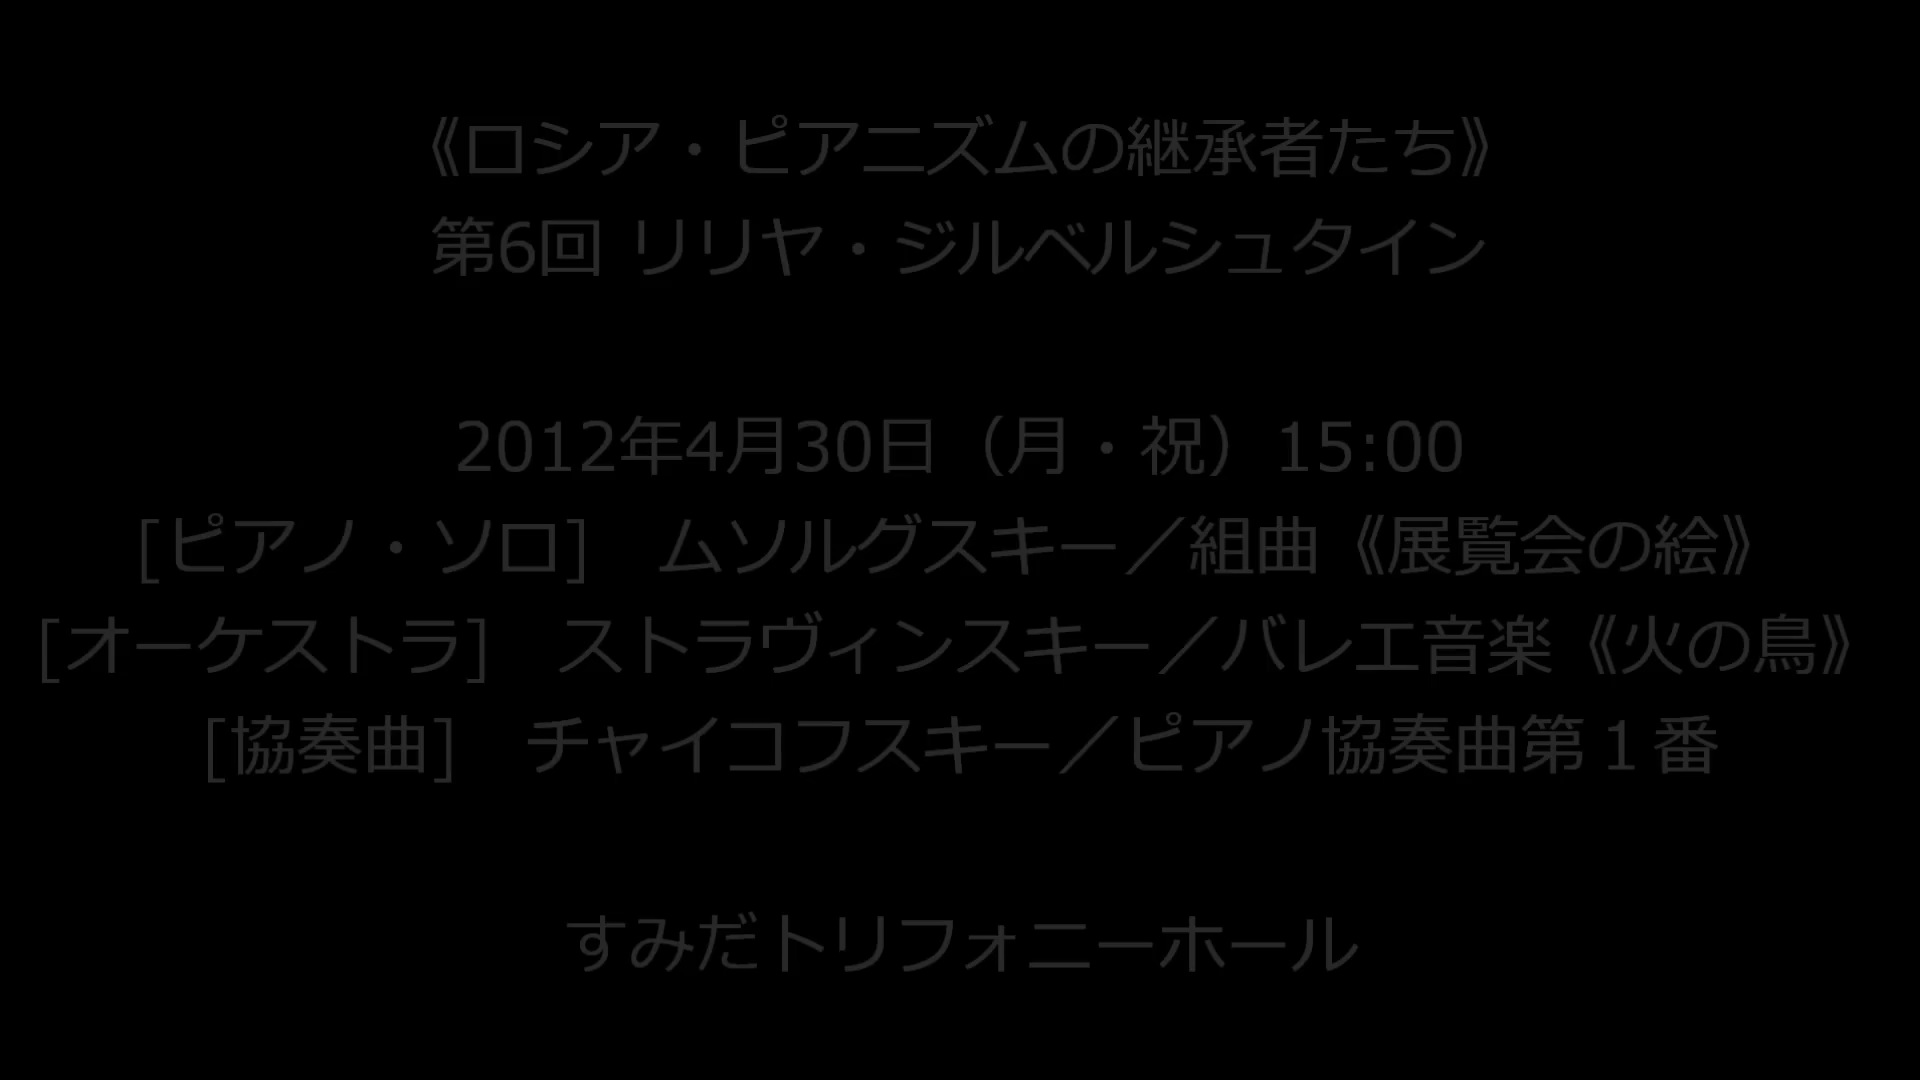 《ロシア・ピアニズムの継承者たち》
第6回 リリヤ・ジルベルシュタイン
2012年4月30日（月・祝）15:00
[ピアノ・ソロ]　ムソルグスキー／組曲《展覧会の絵》
[オーケストラ]　ストラヴィンスキー／バレエ音楽《火の鳥》
[協奏曲]　チャイコフスキー／ピアノ協奏曲第１番
すみだトリフォニーホール